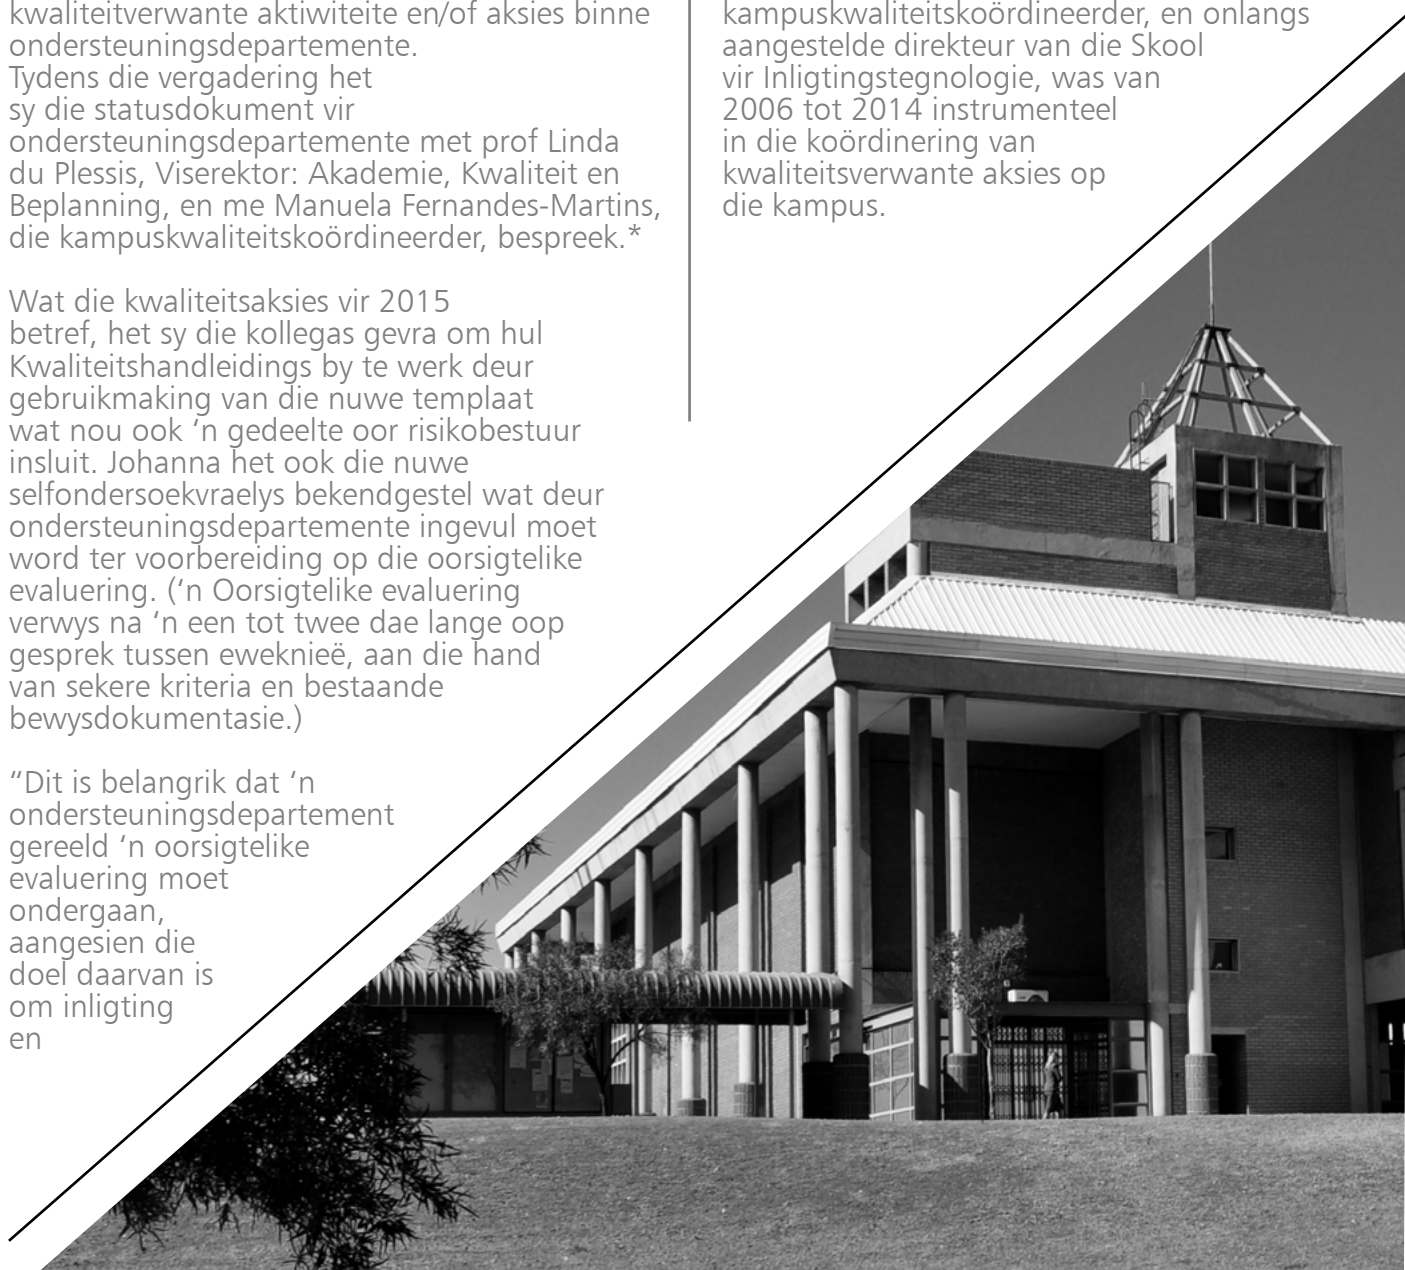 kwaliteitverwante aktiwiteite en/of aksies binne
ondersteuningsdepartemente.
Tydens die vergadering het
sy die statusdokument vir
ondersteuningsdepartemente met prof Linda
du Plessis, Viserektor: Akademie, Kwaliteit en
Beplanning, en me Manuela Fernandes-Martins,
die kampuskwaliteitskoördineerder, bespreek.*
Wat die kwaliteitsaksies vir 2015
betref, het sy die kollegas gevra om hul
Kwaliteitshandleidings by te werk deur
gebruikmaking van die nuwe templaat
wat nou ook ‘n gedeelte oor risikobestuur
insluit. Johanna het ook die nuwe
selfondersoekvraelys bekendgestel wat deur
ondersteuningsdepartemente ingevul moet
word ter voorbereiding op die oorsigtelike
evaluering. (‘n Oorsigtelike evaluering
verwys na ‘n een tot twee dae lange oop
gesprek tussen eweknieë, aan die hand
van sekere kriteria en bestaande
bewysdokumentasie.)
“Dit is belangrik dat ‘n
ondersteuningsdepartement
gereeld ‘n oorsigtelike
evaluering moet
ondergaan,
aangesien die
doel daarvan is
om inligting
en
kampuskwaliteitskoördineerder, en onlangs
aangestelde direkteur van die Skool
vir Inligtingstegnologie, was van
2006 tot 2014 instrumenteel
in die koördinering van
kwaliteitsverwante aksies op
die kampus.